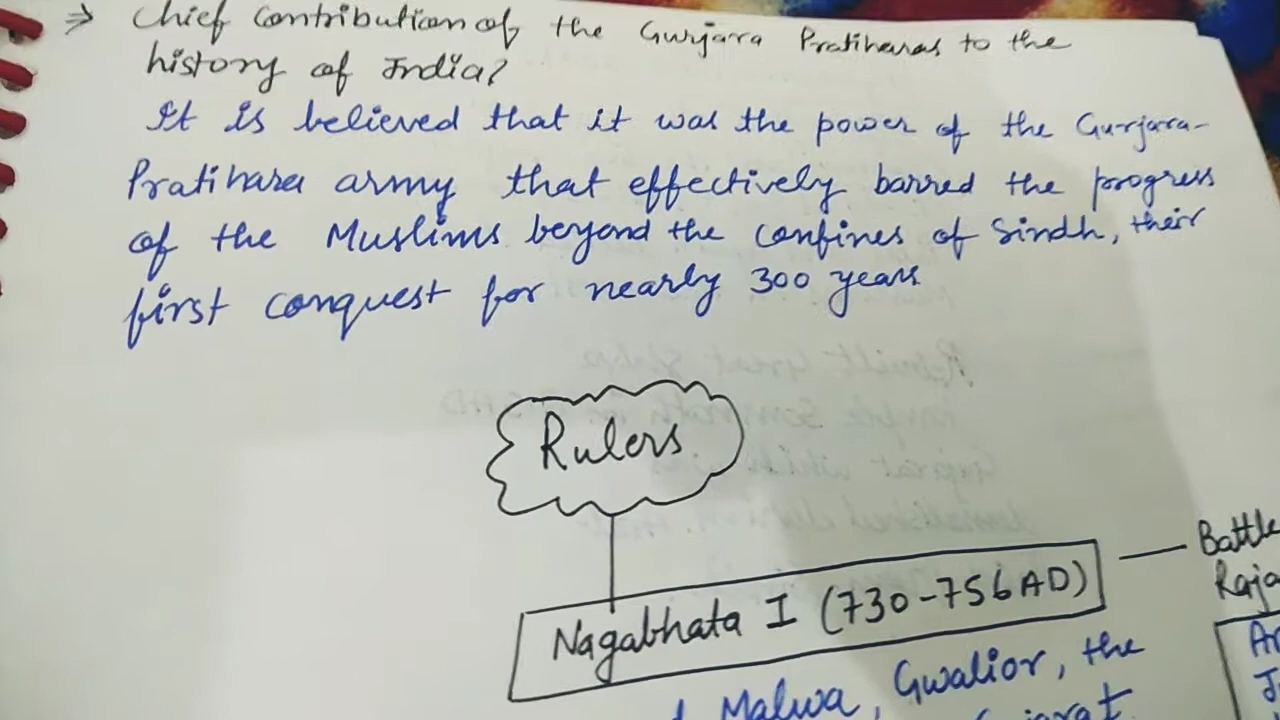 ⇒ Chief Contribution of the Gurjara Pratiharas to the
history of India?
It is believed that it was the power of the Gurjara-
Pratihara army that effectively barred the progress
of the Muslims beyond the confines of Sindh, their
first conquest for nearly 300 years
Rulers
Nagabhata I (730-756AD)
Battle
Malwa, Gwalior, the